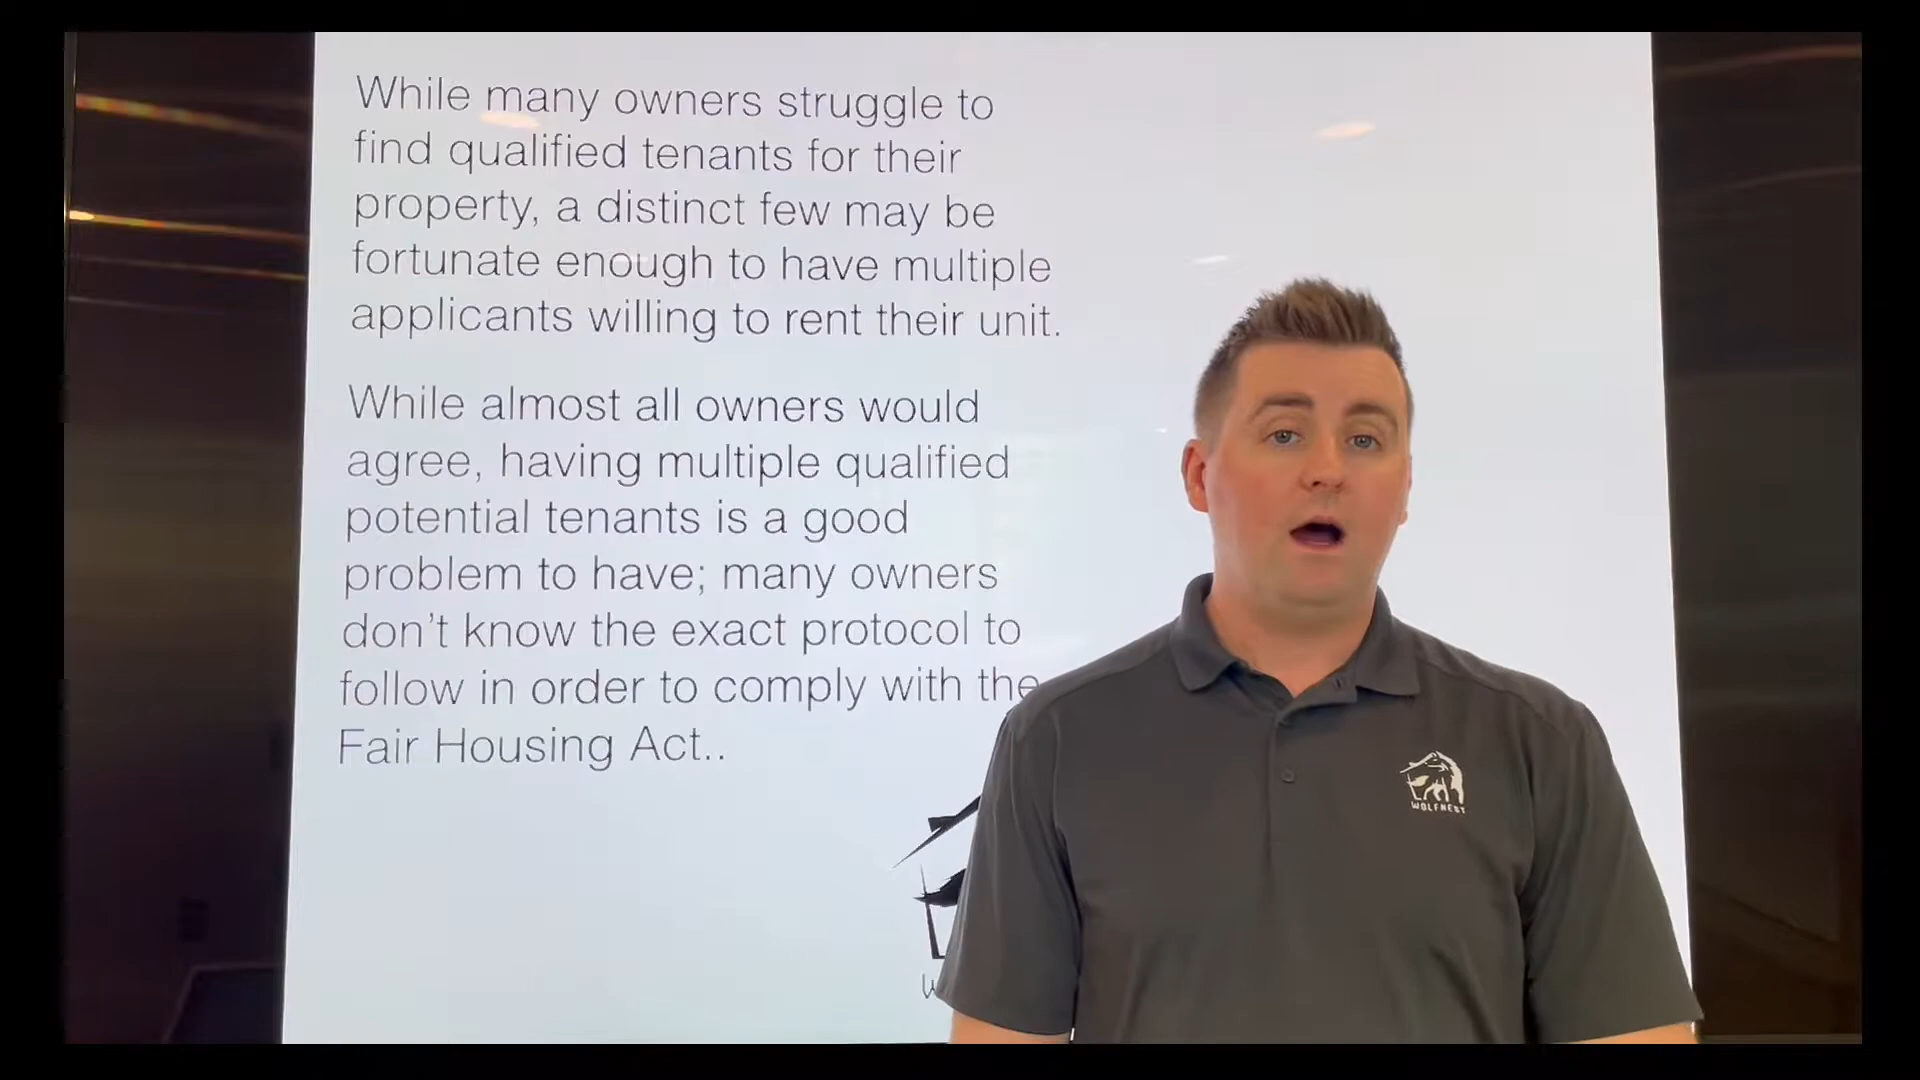 While many owners struggle to
find qualified tenants for their
property, a distinct few may be
fortunate enough to have multiple
applicants willing to rent their unit.
While almost all owners would
agree, having multiple qualified
potential tenants is a good
problem to have; many owners
don't know the exact protocol to
follow in order to comply with the
Fair Housing Act..
WOLFNEST
W